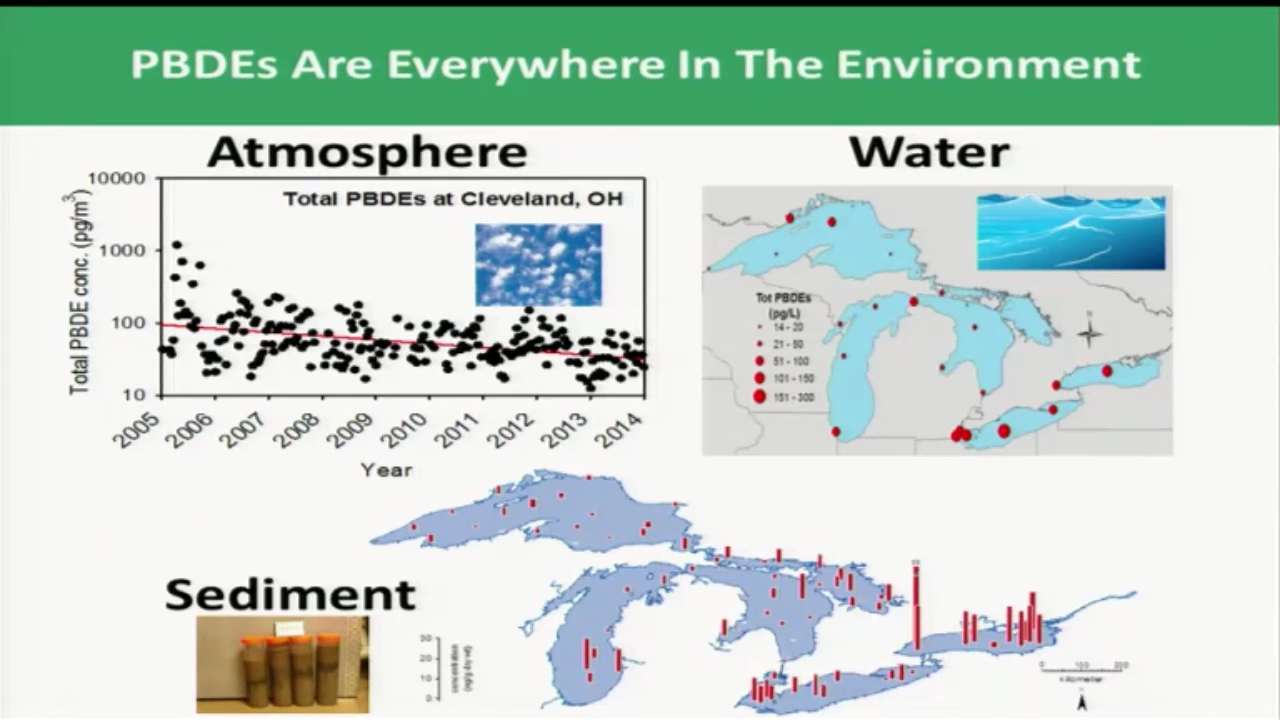 PBDEs Are Everywhere In The Environment
Atmosphere
Water
Total PBDEs at Cleveland, OH
Total PBDE conc. (pg/m³)
10000
1000
100
10
2005
2006
2007
2008
2009
2010
2011
2012
2013
2014
Year
Tot PBDEs
(pg/L)
14 - 20
21 - 50
51 - 100
101 - 150
151 - 300
Sediment
30
20
10
0
concentration
0
100
200
kilometer